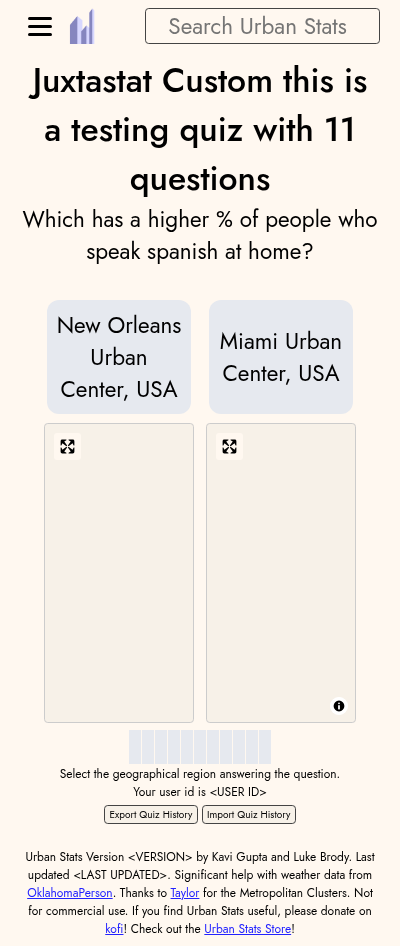 Search Urban Stats
Juxtastat Custom this is
a testing quiz with 11
questions
Which has a higher % of people who
speak spanish at home?
New Orleans
Urban
Center, USA
Miami Urban
Center, USA
Select the geographical region answering the question.
Your user id is <USER ID>
Export Quiz History
Import Quiz History
Urban Stats Version <VERSION> by Kavi Gupta and Luke Brody. Last
updated <LAST UPDATED>. Significant help with weather data from
OklahomaPerson. Thanks to Taylor for the Metropolitan Clusters. Not
for commercial use. If you find Urban Stats useful, please donate on
kofi! Check out the Urban Stats Store!